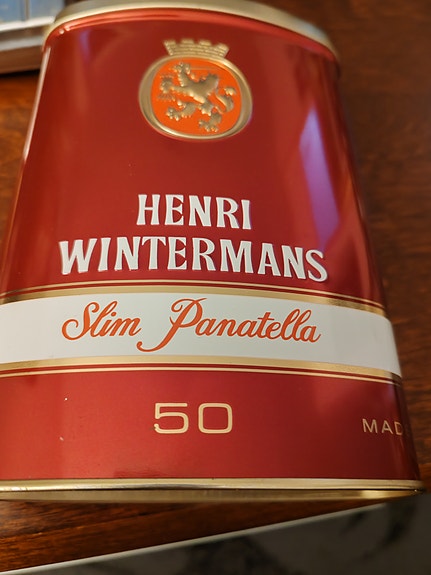 HENRI
WINTERMANS
Slim Panatella
50